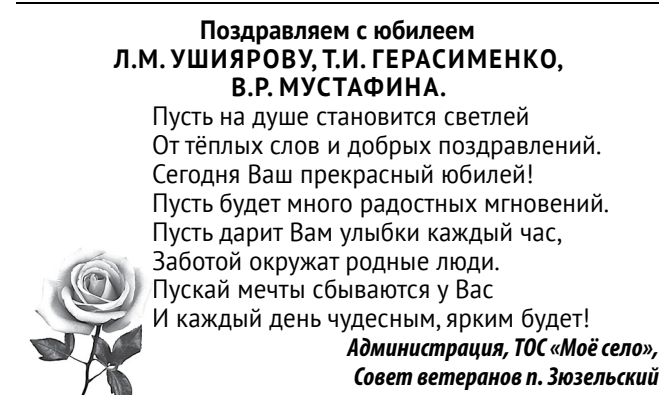 Поздравляем с юбилеем
Л.М. УШИЯРОВУ, Т.И. ГЕРАСИМЕНКО,
В.Р. МУСТАФИНА.
Пусть на душе становится светлей
От тёплых слов и добрых поздравлений.
Сегодня Ваш прекрасный юбилей!
Пусть будет много радостных мгновений.
Пусть дарит Вам улыбки каждый час,
Заботой окружат родные люди.
Пускай мечты сбываются у Вас
И каждый день чудесным, ярким будет!
Администрация, ТОС «Моё село»,
Совет ветеранов п. Зюзельский